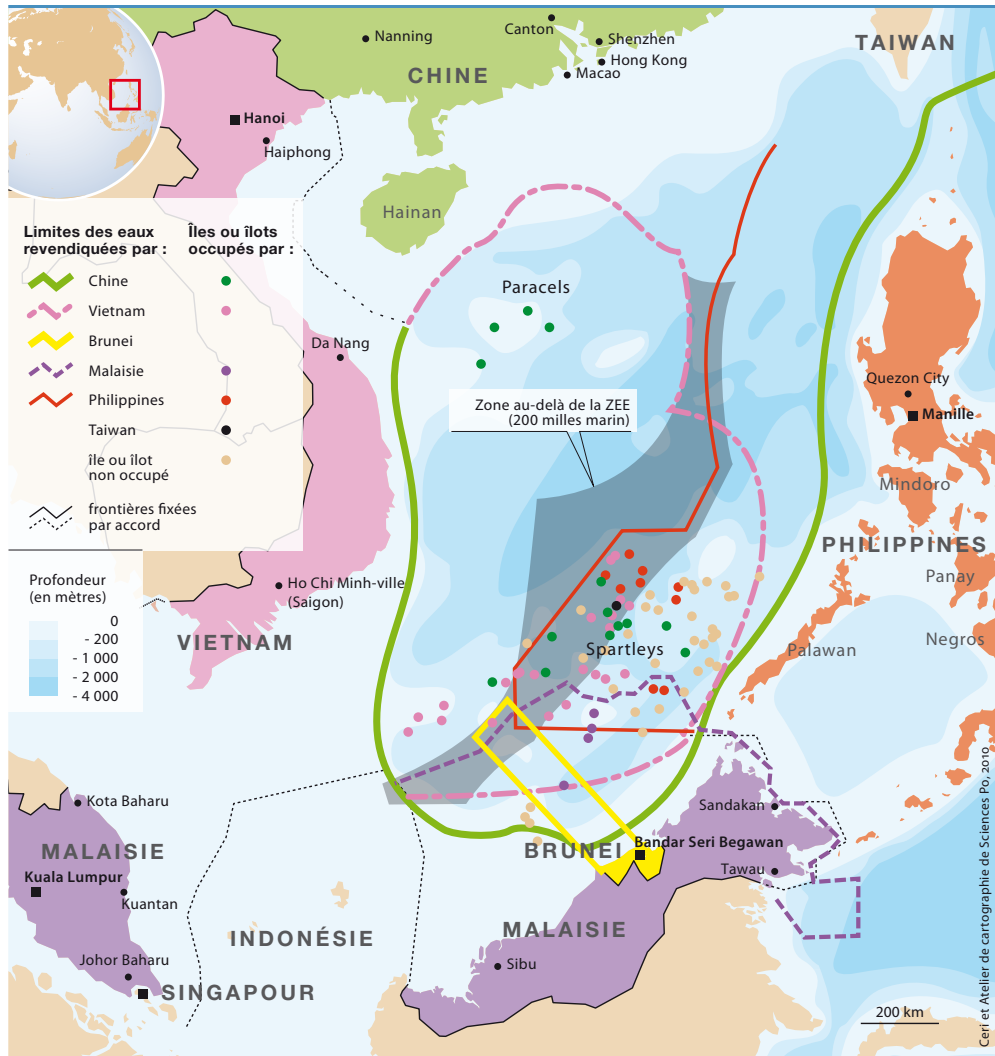 TAIWAN
Canton
Nanning
Shenzhen
Hong Kong
CHINE
Macao
Hanoi
Haiphong
Hainan
Limites des eaux
revendiquées par :
Îles ou îlots
occupés par :
Chine
Vietnam
Brunei
Malaisie
Philippines
Taiwan
île ou îlot
non occupé
frontières fixées
par accord
Paracels
Da Nang
Quezon City
Manille
Zone au-delà de la ZEE
(200 milles marin)
Mindoro
PHILIPPINES
Panay
Negros
Palawan
Profondeur
(en mètres)
0
- 200
- 1 000
- 2 000
- 4 000
Ho Chi Minh-ville
(Saigon)
VIETNAM
Spartleys
Kota Baharu
MALAISIE
Kuala Lumpur
Kuantan
Johor Baharu
SINGAPOUR
INDONÉSIE
BRUNEI
Bandar Seri Begawan
Sandakan
Tawau
MALAISIE
Sibu
200 km
Ceri et Atelier de cartographie de Sciences Po, 2010